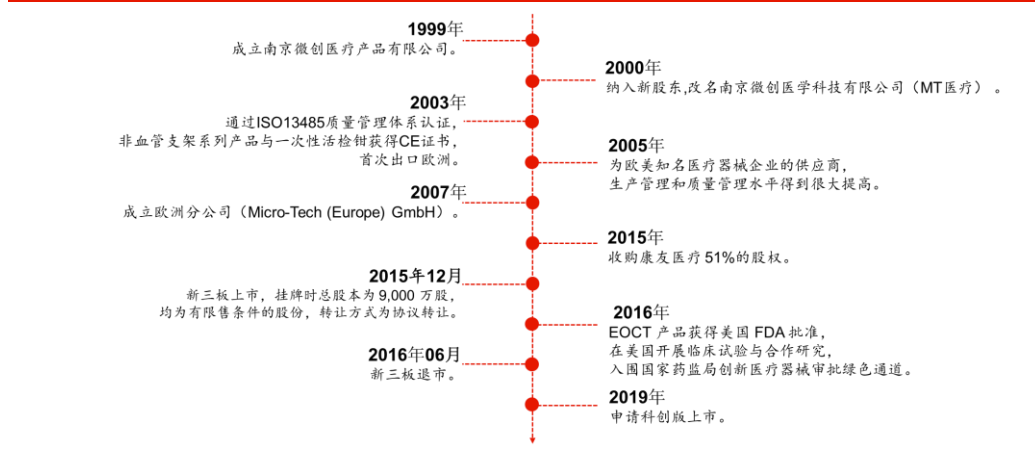 1999年
成立南京微创医疗产品有限公司。
2000年
纳入新股东,改名南京微创医学科技有限公司（MT医疗）。
2003年
通过ISO13485质量管理体系认证，
非血管支架系列产品与一次性活检钳获得CE证书，
首次出口欧洲。
2005年
为欧美知名医疗器械企业的供应商，
生产管理和质量管理水平得到很大提高。
2007年
成立欧洲分公司（Micro-Tech (Europe) GmbH）。
2015年
收购康友医疗 51%的股权。
2015年12月
新三板上市，挂牌时总股本为 9,000 万股，
均为有限售条件的股份，转让方式为协议转让。
2016年
EOCT 产品获得美国 FDA 批准，
在美国开展临床试验与合作研究，
入围国家药监局创新医疗器械审批绿色通道。
2016年06月
新三板退市。
2019年
申请科创版上市。